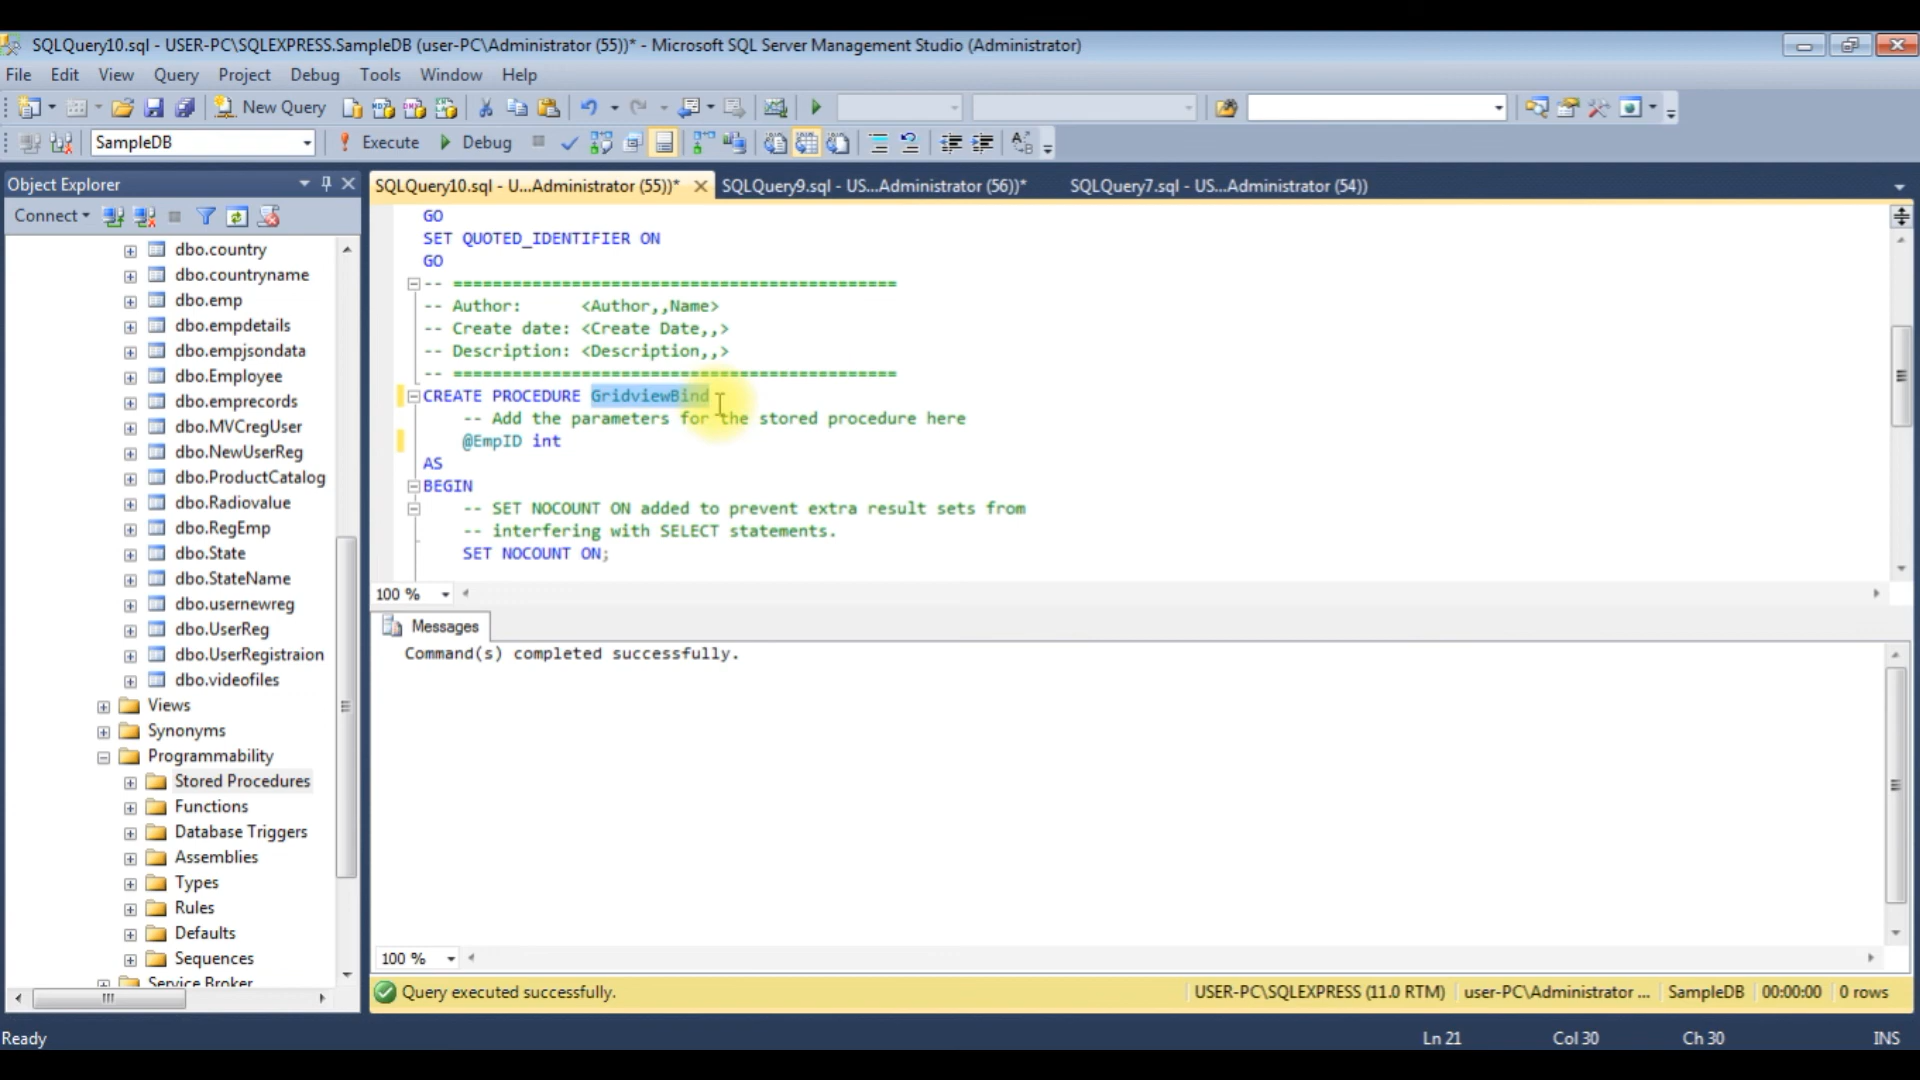 SQLQuery10.sql - USER-PC\SQLEXPRESS.SampleDB (user-PC\Administrator (55))* - Microsoft SQL Server Management Studio (Administrator)
File Edit View Query Project Debug Tools Window Help
New Query
SampleDB Execute Debug
Object Explorer
SQLQuery10.sql - U...Administrator (55))* SQLQuery9.sql - US...Administrator (56))* SQLQuery7.sql - US...Administrator (54))
Connect
dbo.country
dbo.countryname
dbo.emp
dbo.empdetails
dbo.empjsondata
dbo.Employee
dbo.emprecords
dbo.MVCregUser
dbo.NewUserReg
dbo.ProductCatalog
dbo.Radiovalue
dbo.RegEmp
dbo.State
dbo.StateName
dbo.usernewreg
dbo.UserReg
dbo.UserRegistraion
dbo.videofiles
Views
Synonyms
Programmability
Stored Procedures
Functions
Database Triggers
Assemblies
Types
Rules
Defaults
Sequences
Service Broker
GO
SET QUOTED_IDENTIFIER ON
GO
-- =============================================
-- Author: <Author,,Name>
-- Create date: <Create Date,,>
-- Description: <Description,,>
-- =============================================
CREATE PROCEDURE GridviewBind
-- Add the parameters for the stored procedure here
@EmpID int
AS
BEGIN
-- SET NOCOUNT ON added to prevent extra result sets from
-- interfering with SELECT statements.
SET NOCOUNT ON;
100 %
Messages
Command(s) completed successfully.
100 %
Query executed successfully. USER-PC\SQLEXPRESS (11.0 RTM) user-PC\Administrator ... SampleDB 00:00:00 0 rows
Ready Ln 21 Col 30 Ch 30 INS